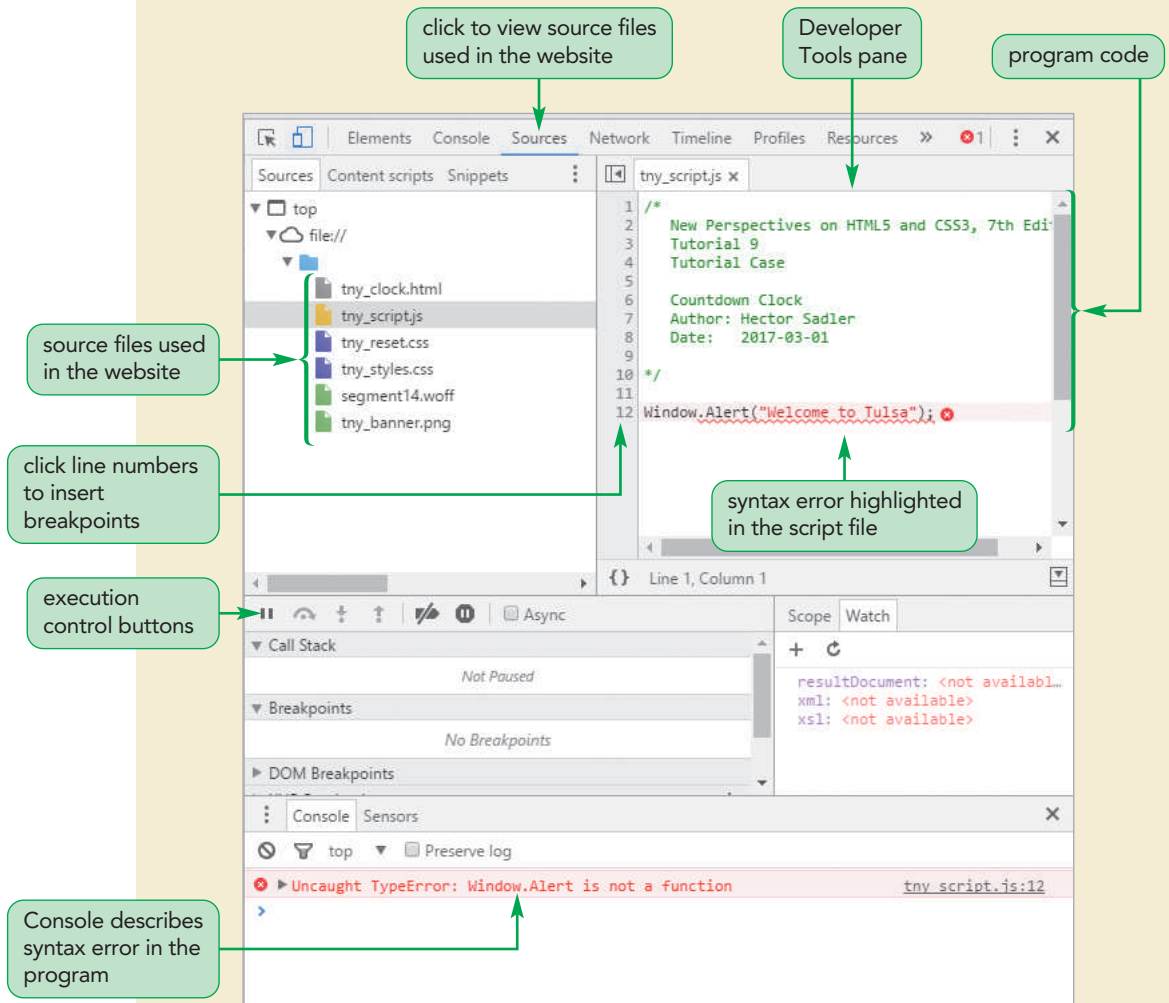 click to view source files
used in the website
Developer
Tools pane
program code
Elements Console Sources Network Timeline Profiles Resources » 1
Sources Content scripts Snippets
tny_script.js ×
top
file://
tny_clock.html
tny_script.js
tny_reset.css
tny_styles.css
segment14.woff
tny_banner.png
source files used
in the website
click line numbers
to insert
breakpoints
1 /*
2 New Perspectives on HTML5 and CSS3, 7th Edi
3 Tutorial 9
4 Tutorial Case
5
6 Countdown Clock
7 Author: Hector Sadler
8 Date: 2017-03-01
9
10 */
11
12 Window.Alert("Welcome to Tulsa");
syntax error highlighted
in the script file
{} Line 1, Column 1
execution
control buttons
Async
Call Stack
Not Paused
Breakpoints
No Breakpoints
DOM Breakpoints
Scope Watch
resultDocument: <not availabl…
xml: <not available>
xsl: <not available>
Console Sensors
top Preserve log
Uncaught TypeError: Window.Alert is not a function tny_script.js:12
>
Console describes
syntax error in the
program